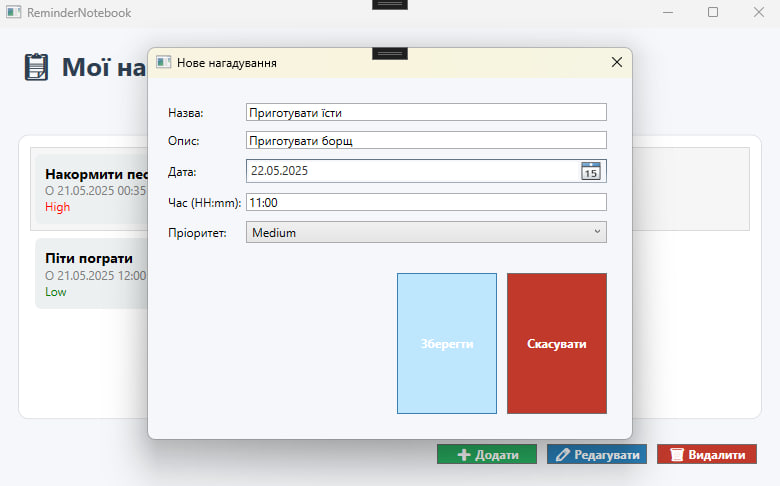 ReminderNotebook
Мої на
Нове нагадування
Назва: Приготувати їсти
Опис: Приготувати борщ
Дата: 22.05.2025 15
Час (HH:mm): 11:00
Пріоритет: Medium
Зберегти Скасувати
Накормити пес
О 21.05.2025 00:35
High
Піти пограти
О 21.05.2025 12:00
Low
Додати Редагувати Видалити